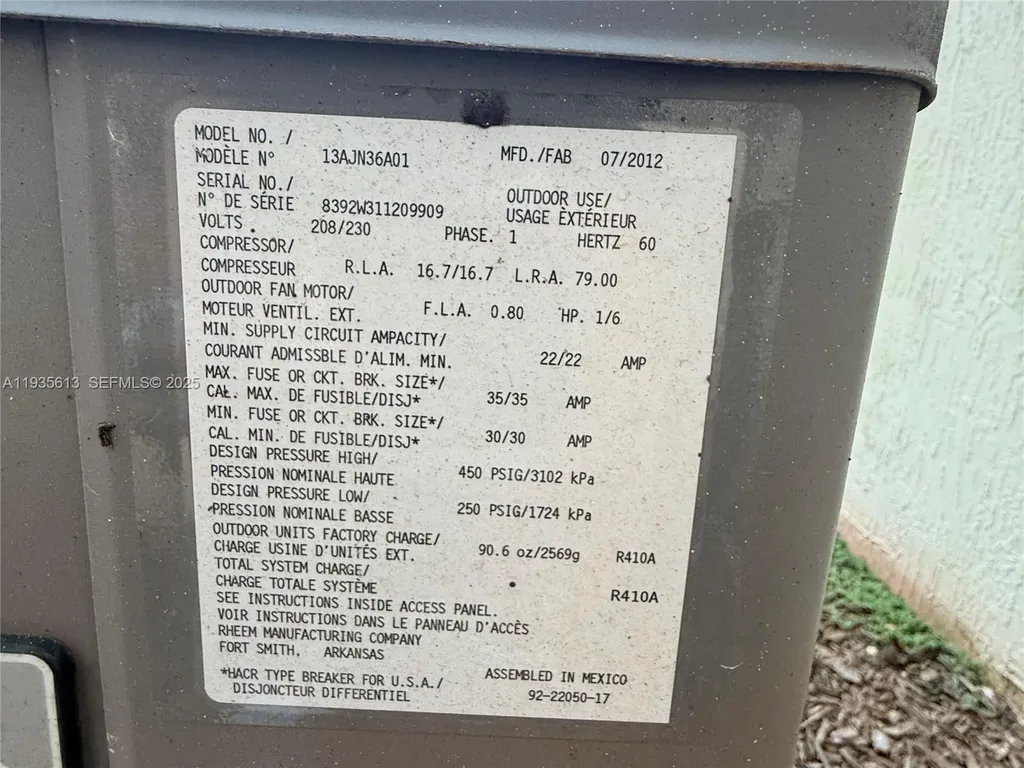 MODEL NO. /
MODÈLE N° 13AJN36A01 MFD./FAB 07/2012
SERIAL NO./
N° DE SÉRIE 8392W311209909 OUTDOOR USE/
USAGE ÈXTÉRIEUR
VOLTS 208/230 PHASE. 1 HERTZ 60
COMPRESSOR/
COMPRESSEUR R.L.A. 16.7/16.7 L.R.A. 79.00
OUTDOOR FAN MOTOR/
MOTEUR VENTIL. EXT. F.L.A. 0.80 HP. 1/6
MIN. SUPPLY CIRCUIT AMPACITY/
COURANT ADMISSBLE D'ALIM. MIN. 22/22 AMP
MAX. FUSE OR CKT. BRK. SIZE*/
CAL. MAX. DE FUSIBLE/DISJ* 35/35 AMP
MIN. FUSE OR CKT. BRK. SIZE*/
CAL. MIN. DE FUSIBLE/DISJ* 30/30 AMP
DESIGN PRESSURE HIGH/
PRESSION NOMINALE HAUTE 450 PSIG/3102 kPa
DESIGN PRESSURE LOW/
PRESSION NOMINALE BASSE 250 PSIG/1724 kPa
OUTDOOR UNITS FACTORY CHARGE/
CHARGE USINE D'UNITÉS EXT. 90.6 oz/2569g R410A
TOTAL SYSTEM CHARGE/
CHARGE TOTALE SYSTÈME R410A
SEE INSTRUCTIONS INSIDE ACCESS PANEL.
VOIR INSTRUCTIONS DANS LE PANNEAU D'ACCÈS
RHEEM MANUFACTURING COMPANY
FORT SMITH, ARKANSAS
*HACR TYPE BREAKER FOR U.S.A./ ASSEMBLED IN MEXICO
DISJONCTEUR DIFFERENTIEL 92-22050-17
A11935613 SEFMLS© 2025